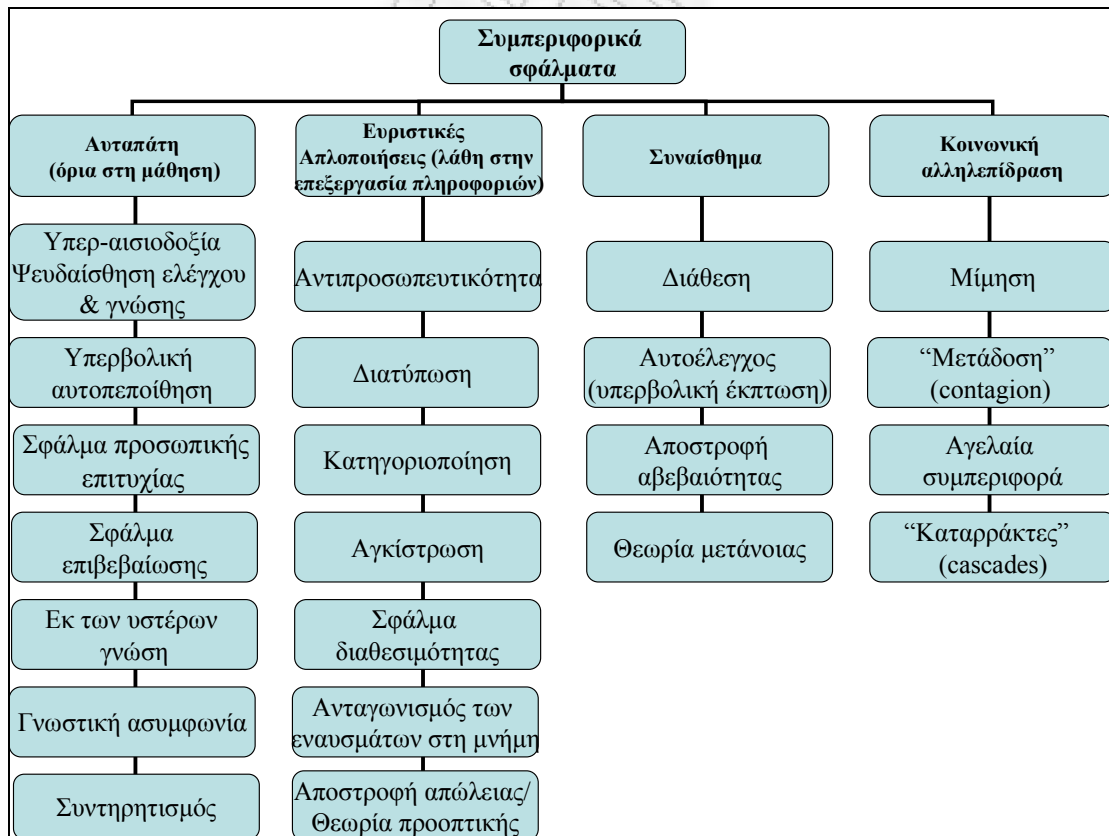 Συμπεριφορικά
σφάλματα
Αυταπάτη
(όρια στη μάθηση)
Υπερ-αισιοδοξία
Ψευδαίσθηση ελέγχου
& γνώσης
Υπερβολική
αυτοπεποίθηση
Σφάλμα προσωπικής
επιτυχίας
Σφάλμα
επιβεβαίωσης
Εκ των υστέρων
γνώση
Γνωστική ασυμφωνία
Συντηρητισμός
Ευριστικές
Απλοποιήσεις (λάθη στην
επεξεργασία πληροφοριών)
Αντιπροσωπευτικότητα
Διατύπωση
Κατηγοριοποίηση
Αγκίστρωση
Σφάλμα
διαθεσιμότητας
Ανταγωνισμός των
εναυσμάτων στη μνήμη
Αποστροφή απώλειας/
Θεωρία προοπτικής
Συναίσθημα
Διάθεση
Αυτοέλεγχος
(υπερβολική έκπτωση)
Αποστροφή
αβεβαιότητας
Θεωρία μετάνοιας
Κοινωνική
αλληλεπίδραση
Μίμηση
“Μετάδοση”
(contagion)
Αγελαία
συμπεριφορά
“Καταρράκτες”
(cascades)